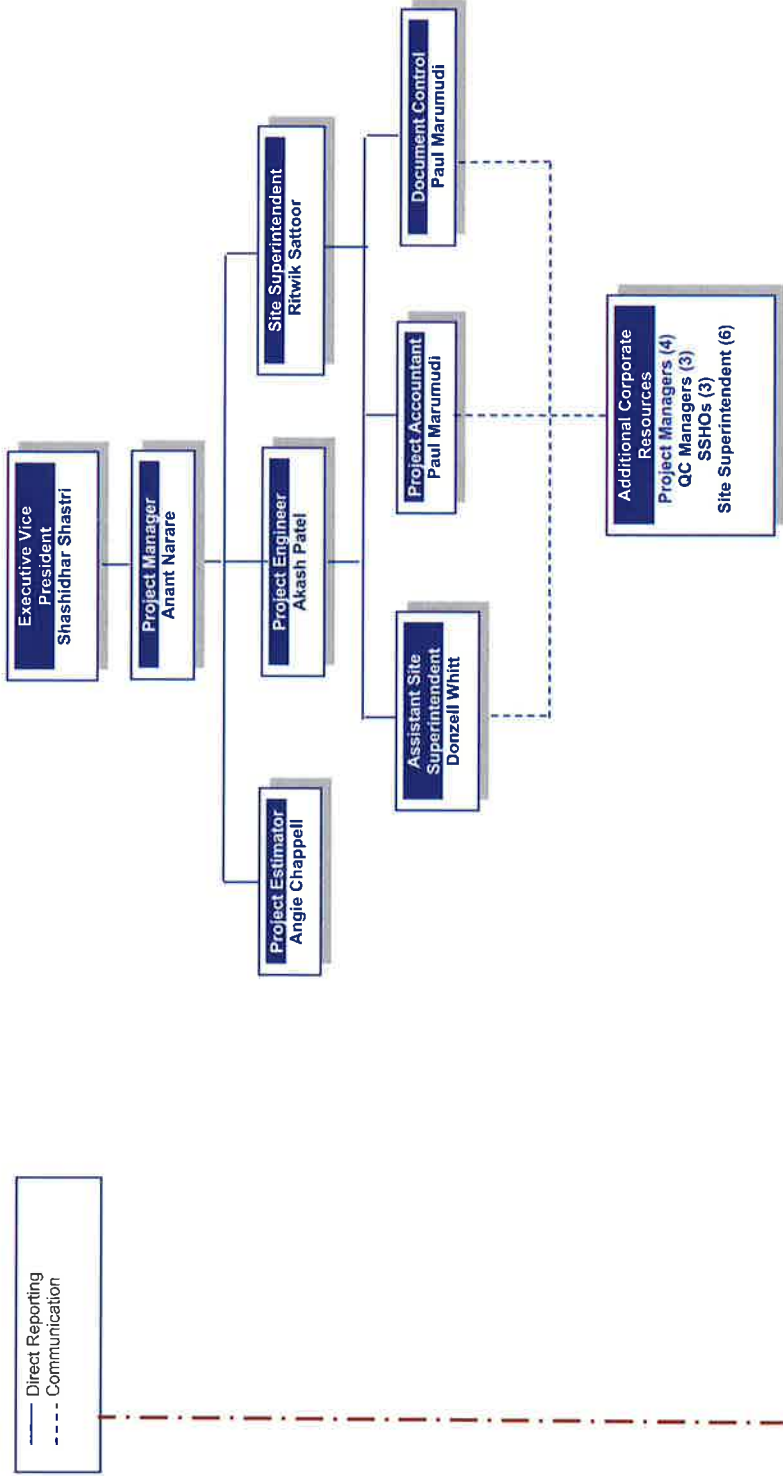 Direct Reporting
Communication
Executive Vice
President
Shashidhar Shastri
Project Manager
Anant Narare
Project Estimator
Angie Chappell
Project Engineer
Akash Patel
Site Superintendent
Ritwik Sattoor
Assistant Site
Superintendent
Donzell Whitt
Project Accountant
Paul Marumudi
Document Control
Paul Marumudi
Additional Corporate
Resources
Project Managers (4)
QC Managers (3)
SSHOs (3)
Site Superintendent (6)